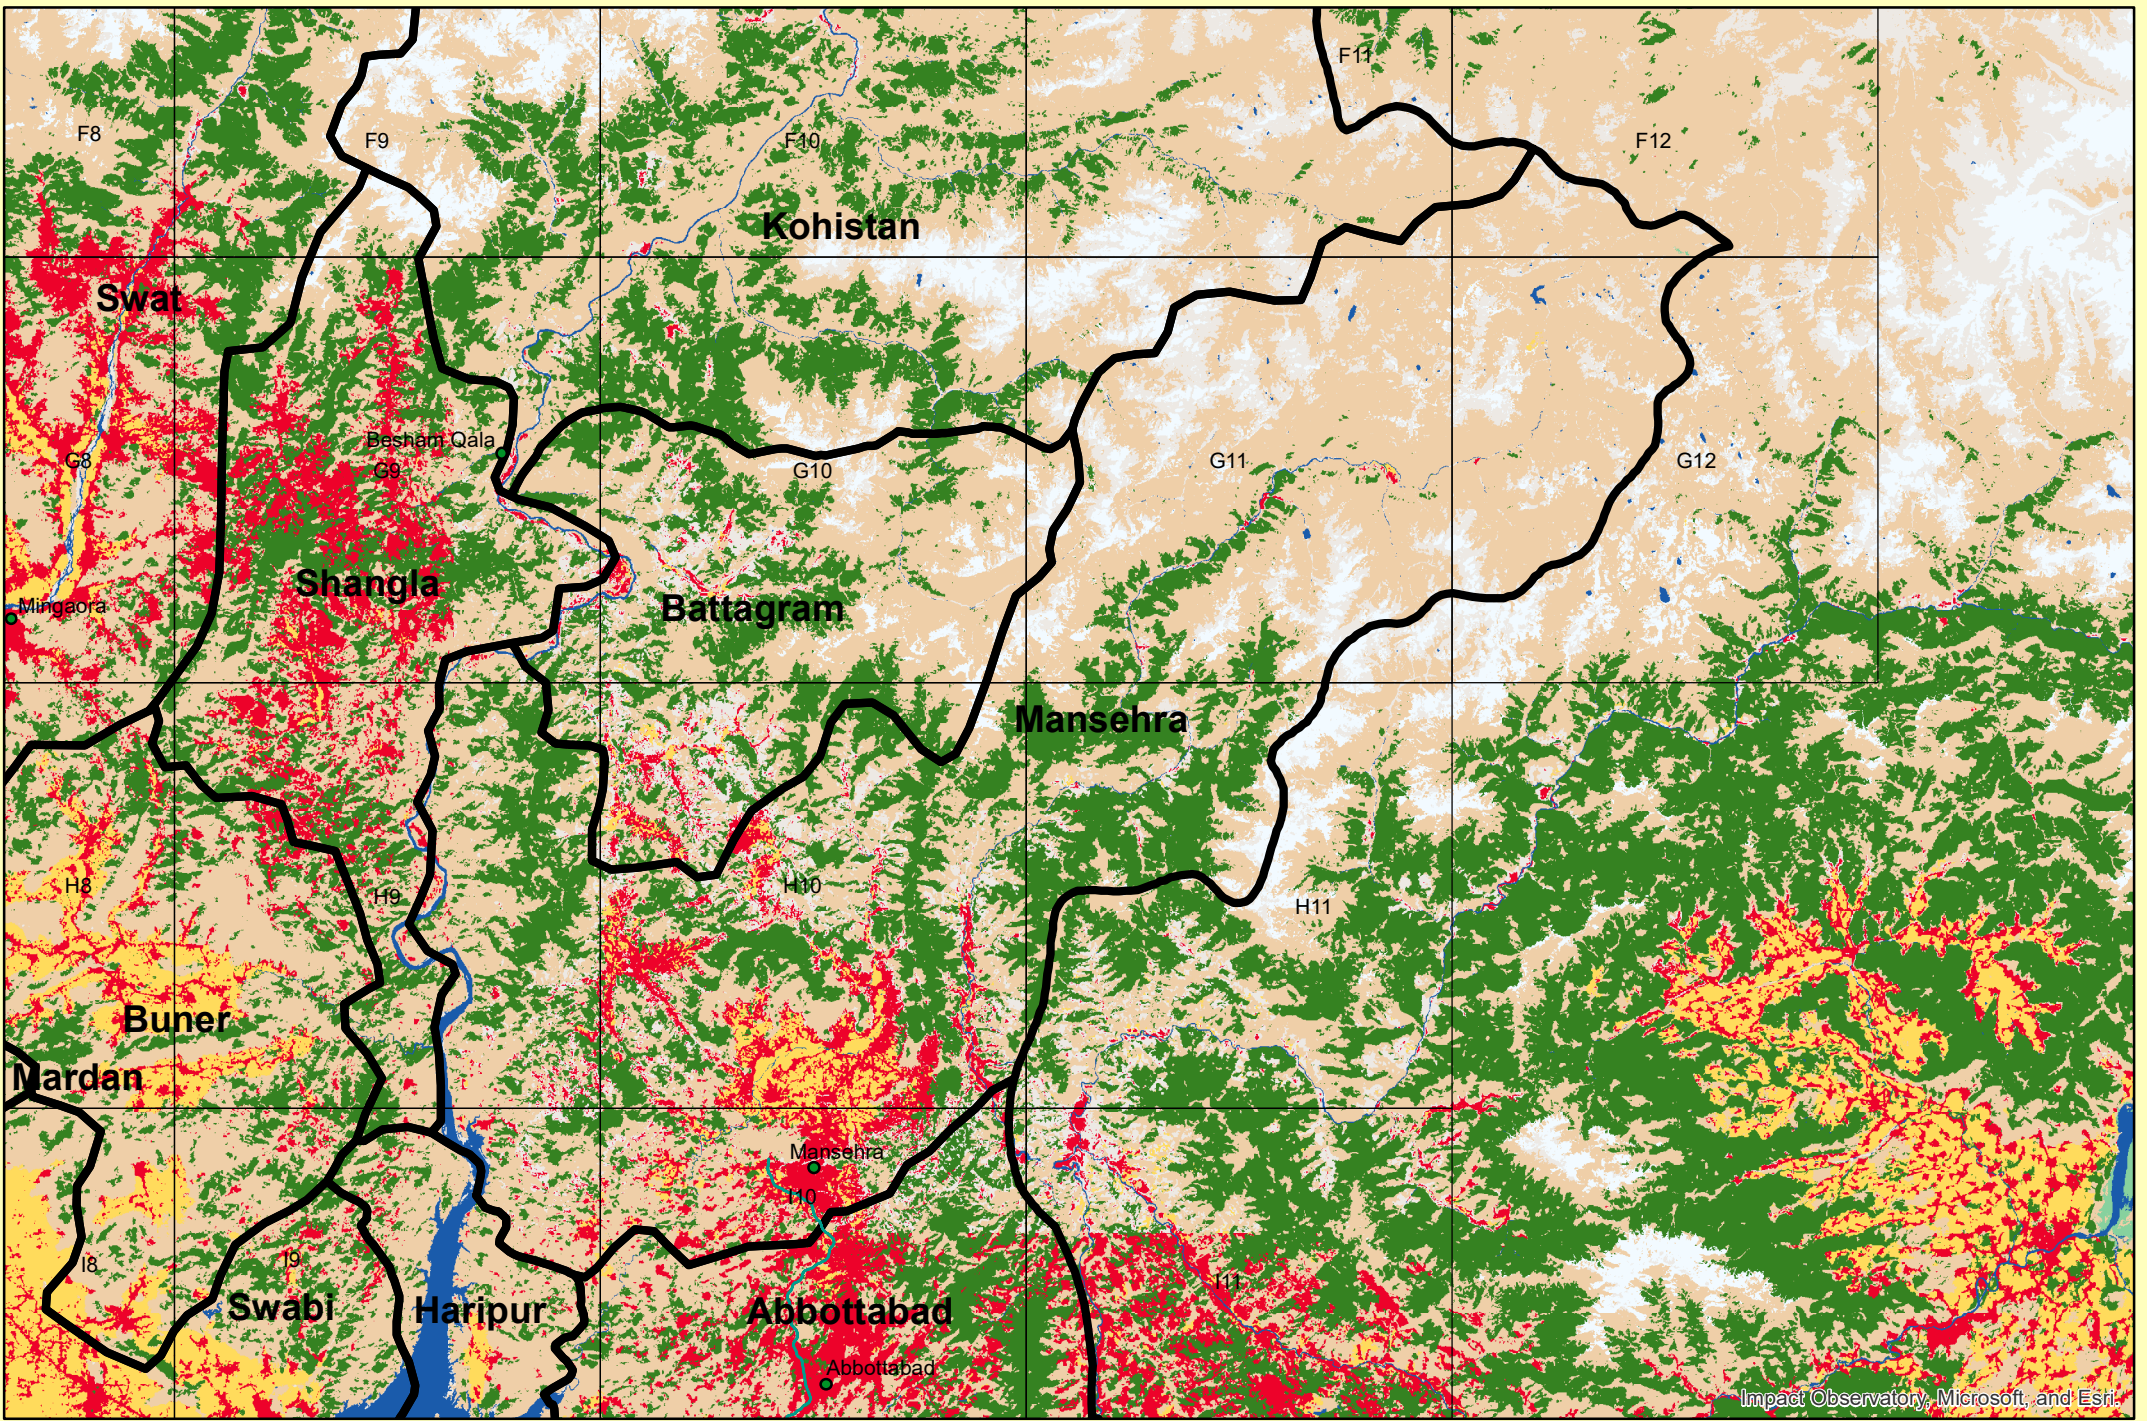 F11
F8
F9
F10
F12
Kohistan
Swat
Besham Qala
G8
G9
G10
G11
G12
Shangla
Mingaora
Battagram
Mansehra
H8
H9
H10
H11
Buner
Mardan
Mansehra
I10
I8
I9
I11
Swabi
Haripur
Abbottabad
Abbottabad
Impact Observatory, Microsoft, and Esri.